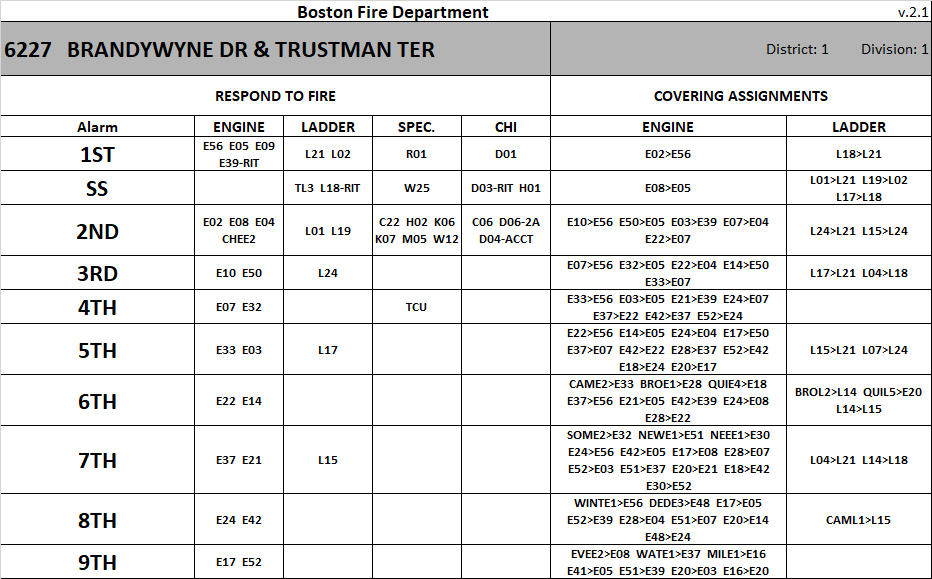 Boston Fire Department v.2.1
6227 BRANDYWYNE DR & TRUSTMAN TER District: 1 Division: 1
RESPOND TO FIRE COVERING ASSIGNMENTS
Alarm ENGINE LADDER SPEC. CHI ENGINE LADDER
1ST
E56 E05 E09
E39-RIT
L21 L02
R01
D01
E02>E56
L18>L21
SS
TL3 L18-RIT
W25
D03-RIT H01
E08>E05
L01>L21 L19>L02
L17>L18
2ND
E02 E08 E04
CHEE2
L01 L19
C22 H02 K06
K07 M05 W12
C06 D06-2A
D04-ACCT
E10>E56 E50>E05 E03>E39 E07>E04
E22>E07
L24>L21 L15>L24
3RD
E10 E50
L24
E07>E56 E32>E05 E22>E04 E14>E50
E33>E07
L17>L21 L04>L18
4TH
E07 E32
TCU
E33>E56 E03>E05 E21>E39 E24>E07
E37>E22 E42>E37 E52>E24
5TH
E33 E03
L17
E22>E56 E14>E05 E24>E04 E17>E50
E37>E07 E42>E22 E28>E37 E52>E42
E18>E24 E20>E17
L15>L21 L07>L24
6TH
E22 E14
CAME2>E33 BROE1>E28 QUIE4>E18
E37>E56 E21>E05 E42>E39 E24>E08
E28>E22
BROL2>L14 QUIL5>E20
L14>L15
7TH
E37 E21
L15
SOME2>E32 NEWE1>E51 NEEE1>E30
E24>E56 E42>E05 E17>E08 E28>E07
E52>E03 E51>E37 E20>E21 E18>E42
E30>E52
L04>L21 L14>L18
8TH
E24 E42
WINTE1>E56 DEDE3>E48 E17>E05
E52>E39 E28>E04 E51>E07 E20>E14
E48>E24
CAML1>L15
9TH
E17 E52
EVEE2>E08 WATE1>E37 MILE1>E16
E41>E05 E51>E39 E20>E03 E16>E20